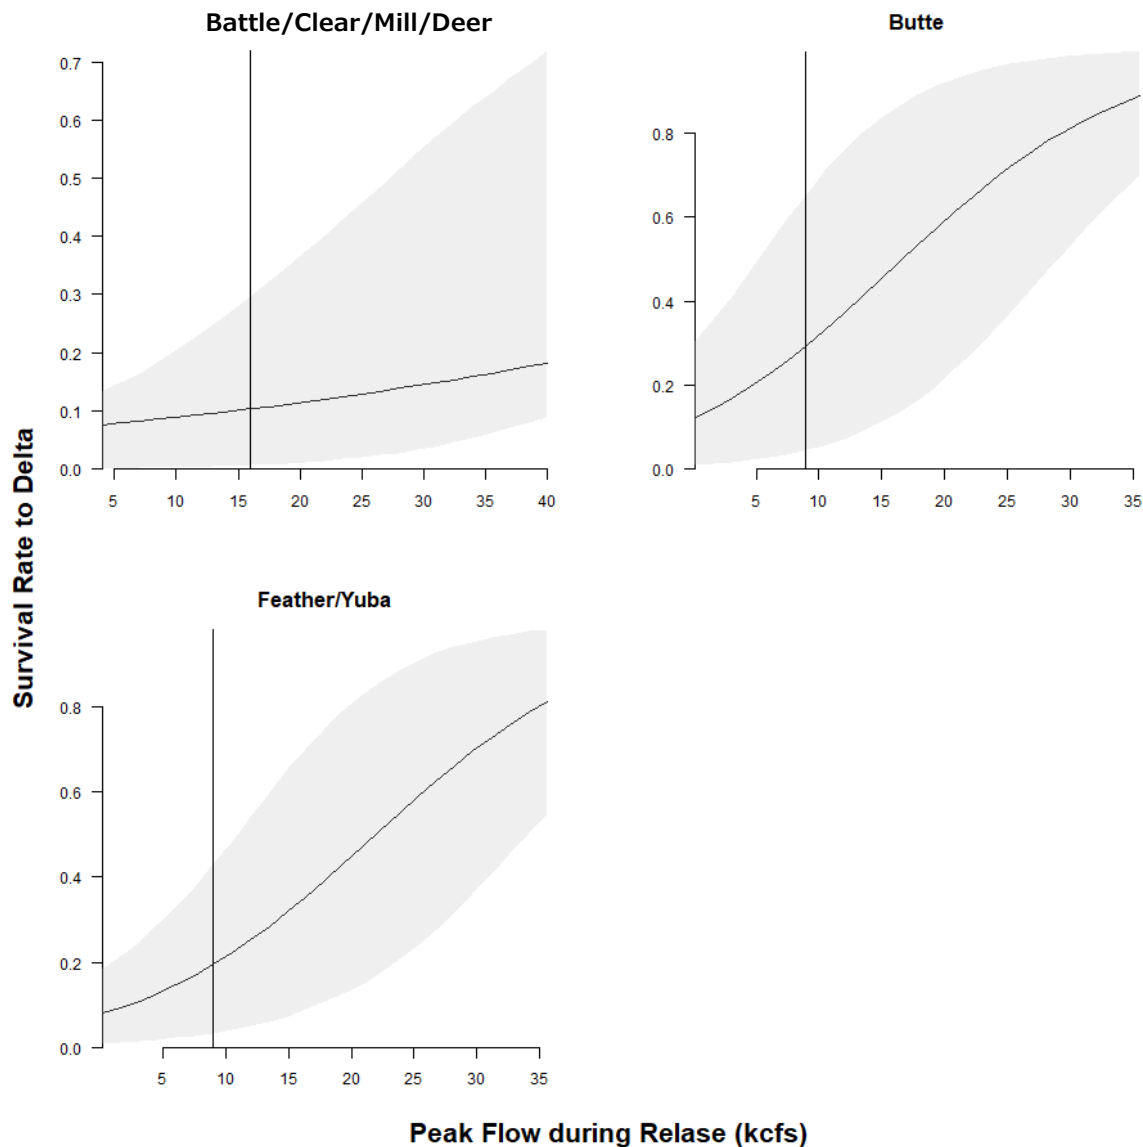 Battle/Clear/Mill/Deer
Butte
0.7
0.6
0.5
0.4
0.3
0.2
0.1
0.0
5 10 15 20 25 30 35 40
0.8
0.6
0.4
0.2
0.0
5 10 15 20 25 30 35
Survival Rate to Delta
Feather/Yuba
0.8
0.6
0.4
0.2
0.0
5 10 15 20 25 30 35
Peak Flow during Relase (kcfs)